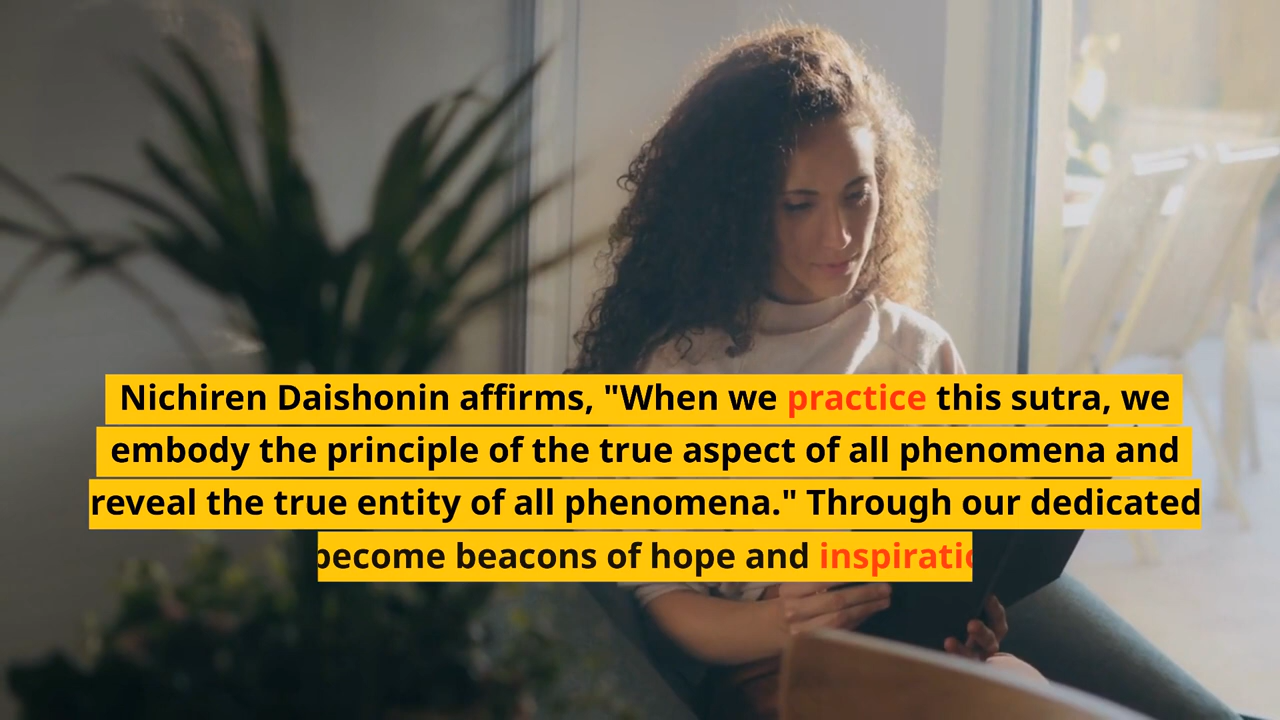 Nichiren Daishonin affirms, "When we practice this sutra, we
embody the principle of the true aspect of all phenomena and
reveal the true entity of all phenomena." Through our dedicated
become beacons of hope and